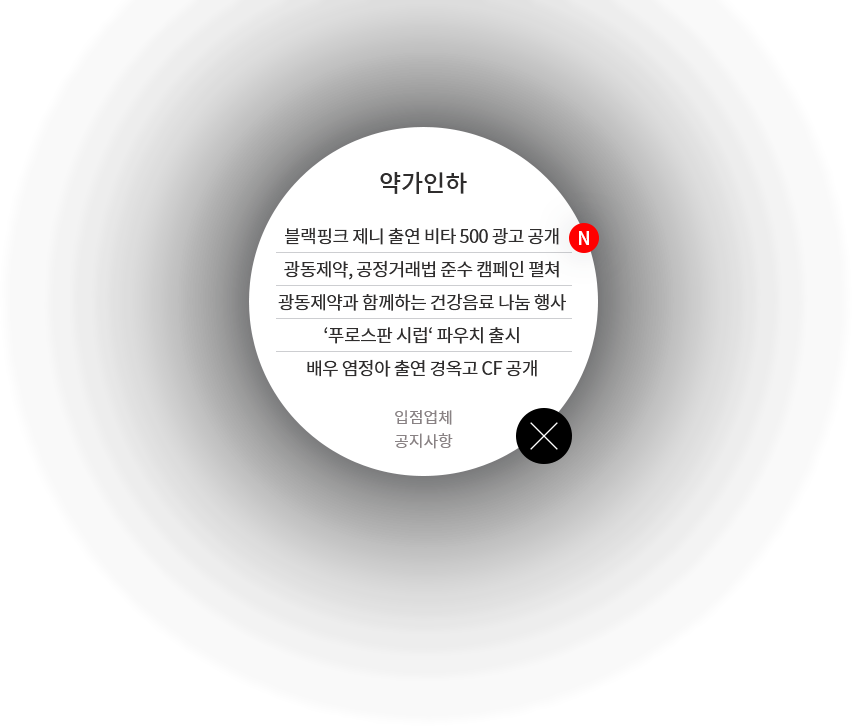 약가인하
블랙핑크 제니 출연 비타 500 광고 공개
N
광동제약, 공정거래법 준수 캠페인 펼쳐
광동제약과 함께하는 건강음료 나눔 행사
‘푸로스판 시럽‘ 파우치 출시
배우 염정아 출연 경옥고 CF 공개
입점업체
공지사항